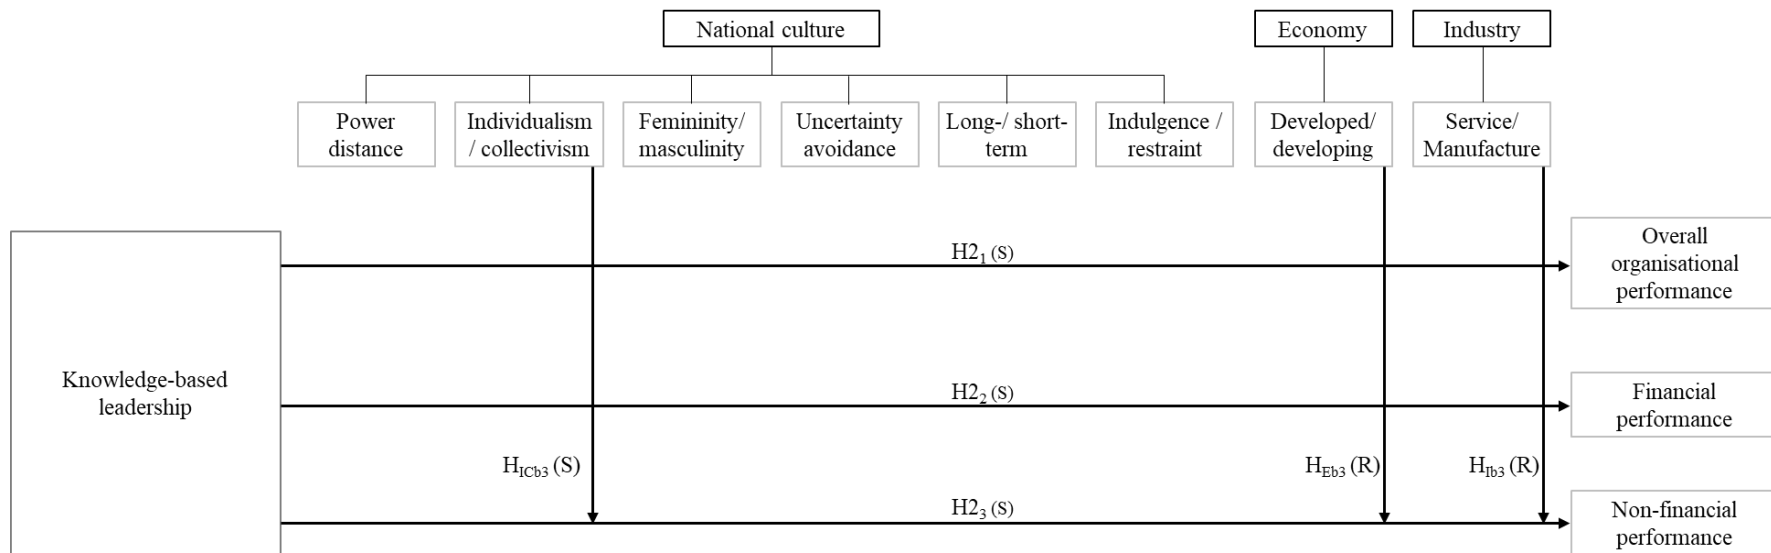 National culture
Economy
Industry
Power
distance
Individualism
/ collectivism
Femininity/
masculinity
Uncertainty
avoidance
Long-/ short-
term
Indulgence /
restraint
Developed/
developing
Service/
Manufacture
Knowledge-based
leadership
H2₁ (S)
Overall
organisational
performance
H2₂ (S)
Financial
performance
H_ICb3 (S)
H_Eb3 (R)
H_Ib3 (R)
H2₃ (S)
Non-financial
performance